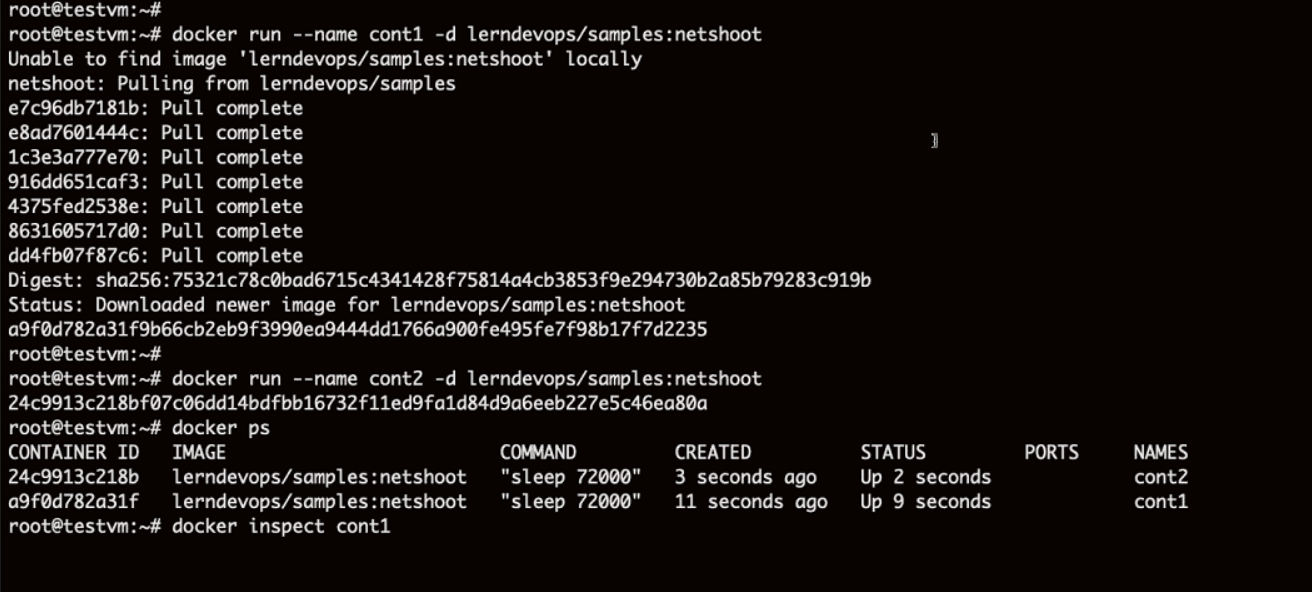 root@testvm:~#
root@testvm:~# docker run --name cont1 -d lerndevops/samples:netshoot
Unable to find image 'lerndevops/samples:netshoot' locally
netshoot: Pulling from lerndevops/samples
e7c96db7181b: Pull complete
e8ad7601444c: Pull complete
1c3e3a777e70: Pull complete
916dd651caf3: Pull complete
4375fed2538e: Pull complete
8631605717d0: Pull complete
dd4fb07f87c6: Pull complete
Digest: sha256:75321c78c0bad6715c4341428f75814a4cb3853f9e294730b2a85b79283c919b
Status: Downloaded newer image for lerndevops/samples:netshoot
a9f0d782a31f9b66cb2eb9f3990ea9444dd1766a900fe495fe7f98b17f7d2235
root@testvm:~#
root@testvm:~# docker run --name cont2 -d lerndevops/samples:netshoot
24c9913c218bf07c06dd14bdfbb16732f11ed9fa1d84d9a6eeb227e5c46ea80a
root@testvm:~# docker ps
CONTAINER ID   IMAGE                         COMMAND         CREATED          STATUS         PORTS     NAMES
24c9913c218b   lerndevops/samples:netshoot   "sleep 72000"   3 seconds ago    Up 2 seconds             cont2
a9f0d782a31f   lerndevops/samples:netshoot   "sleep 72000"   11 seconds ago   Up 9 seconds             cont1
root@testvm:~# docker inspect cont1